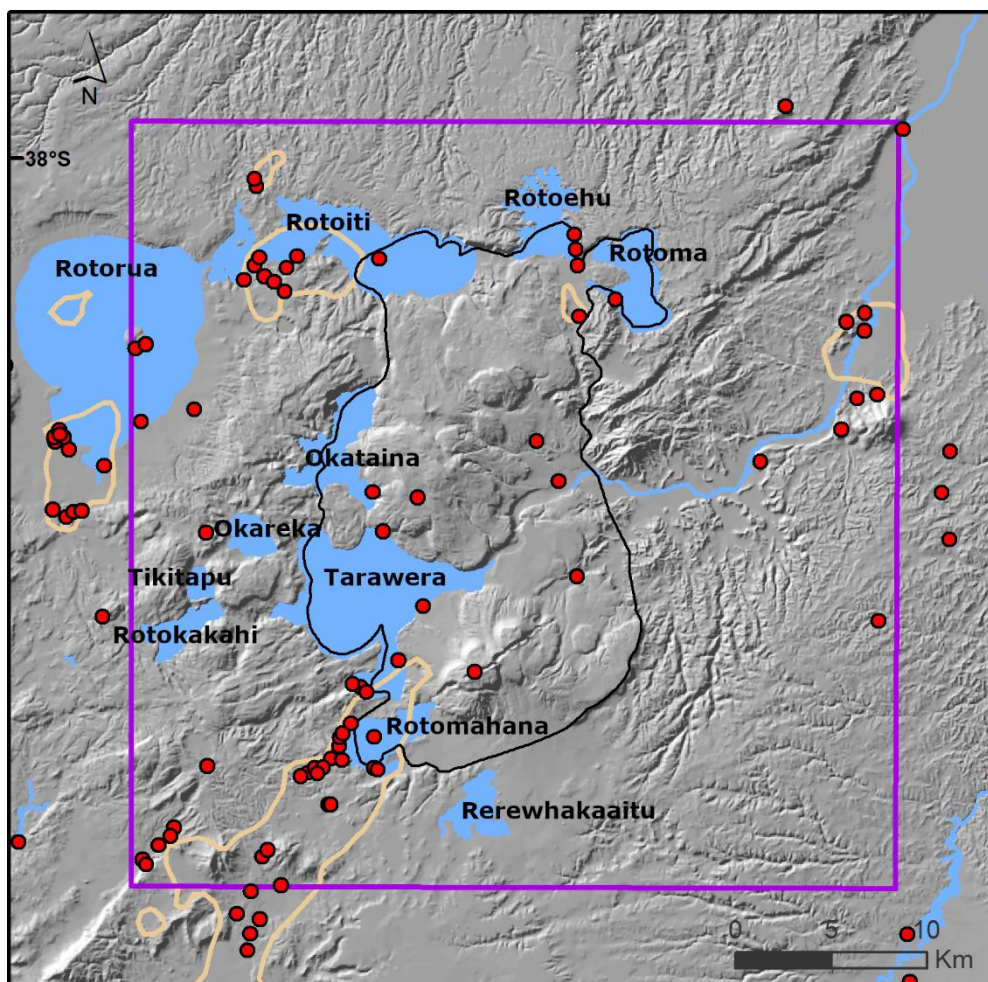 N
38°S
Rotoehu
Rotoiti
Rotoma
Rotorua
Okataina
Okareka
Tikitapu
Tarawera
Rotokakahi
Rotomahana
Rerewhakaaitu
0 5 10
Km